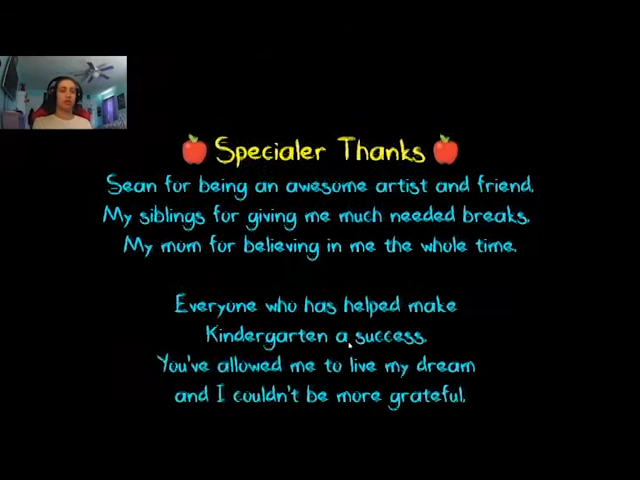 Specialer Thanks
Sean for being an awesome artist and friend.
My siblings for giving me much needed breaks.
My mom for believing in me the whole time.
Everyone who has helped make
Kindergarten a success.
You've allowed me to live my dream
and I couldn't be more grateful.